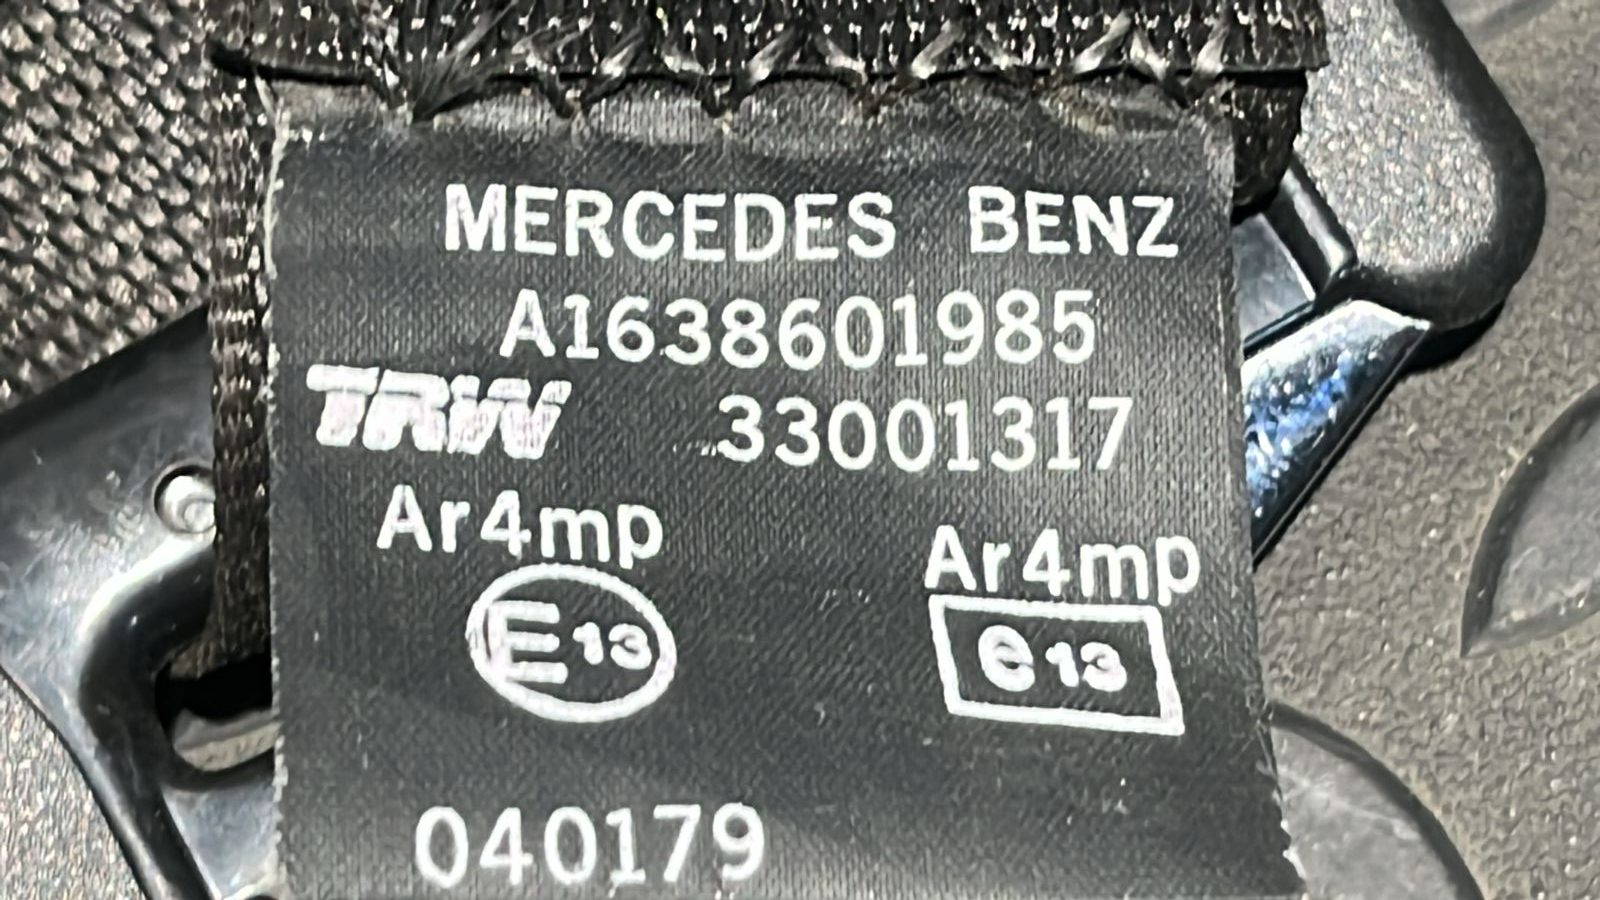 MERCEDES BENZ
A1638601985
TRW 33001317
Ar4mp Ar4mp
E13 e13
040179